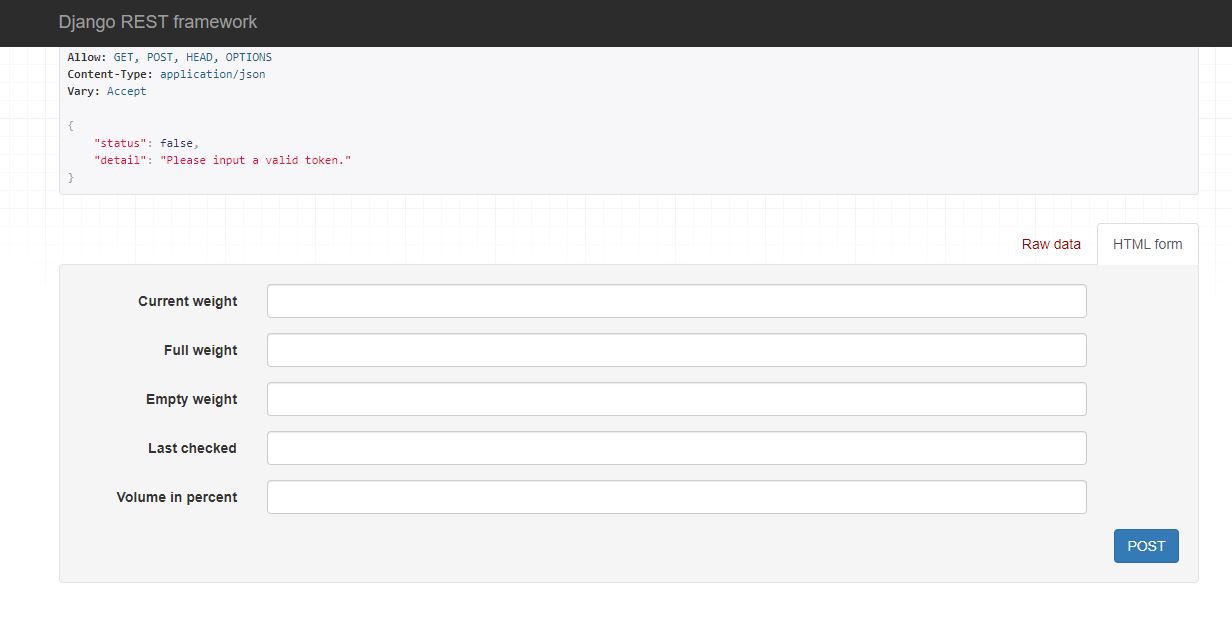 Django REST framework
Allow: GET, POST, HEAD, OPTIONS
Content-Type: application/json
Vary: Accept
{
"status": false,
"detail": "Please input a valid token."
}
Raw data HTML form
Current weight
Full weight
Empty weight
Last checked
Volume in percent
POST